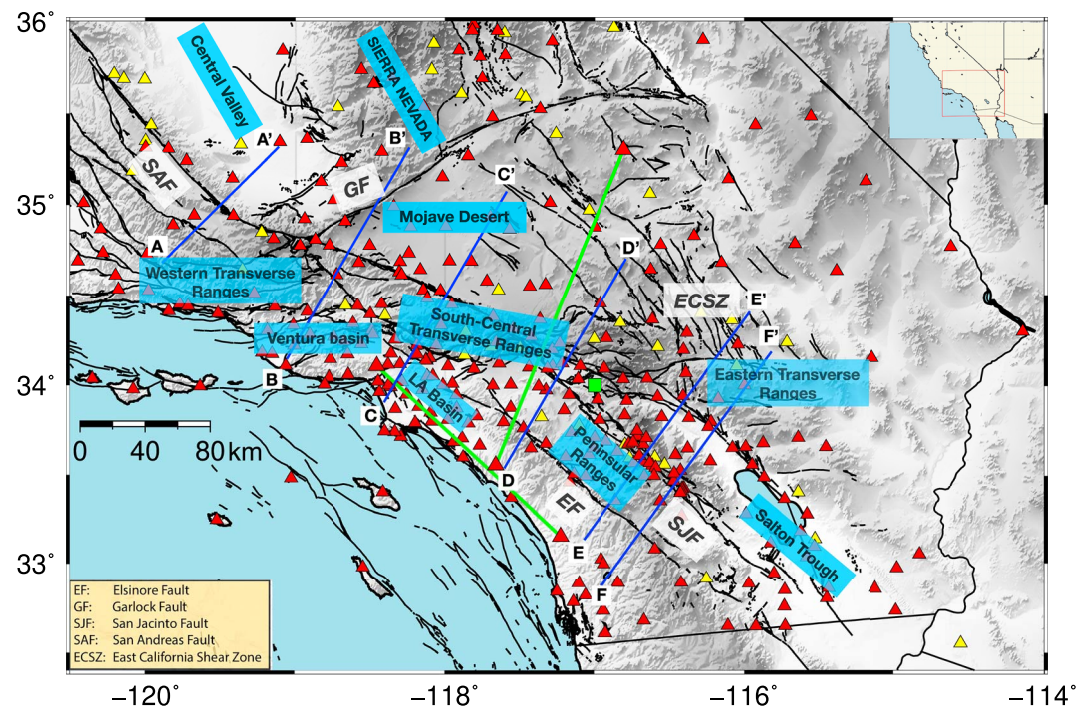 36˚
35˚
34˚
33˚
−120˚
−118˚
−116˚
−114˚
Central Valley
SIERRA NEVADA
A'
B'
C'
D'
E'
F'
SAF
GF
Mojave Desert
A
Western Transverse
Ranges
ECSZ
South-Central
Transverse Ranges
Ventura basin
Eastern Transverse
Ranges
B
LA Basin
C
0 40 80 km
Peninsular
Ranges
D
EF
SJF
Salton Trough
E
F
EF: Elsinore Fault
GF: Garlock Fault
SJF: San Jacinto Fault
SAF: San Andreas Fault
ECSZ: East California Shear Zone